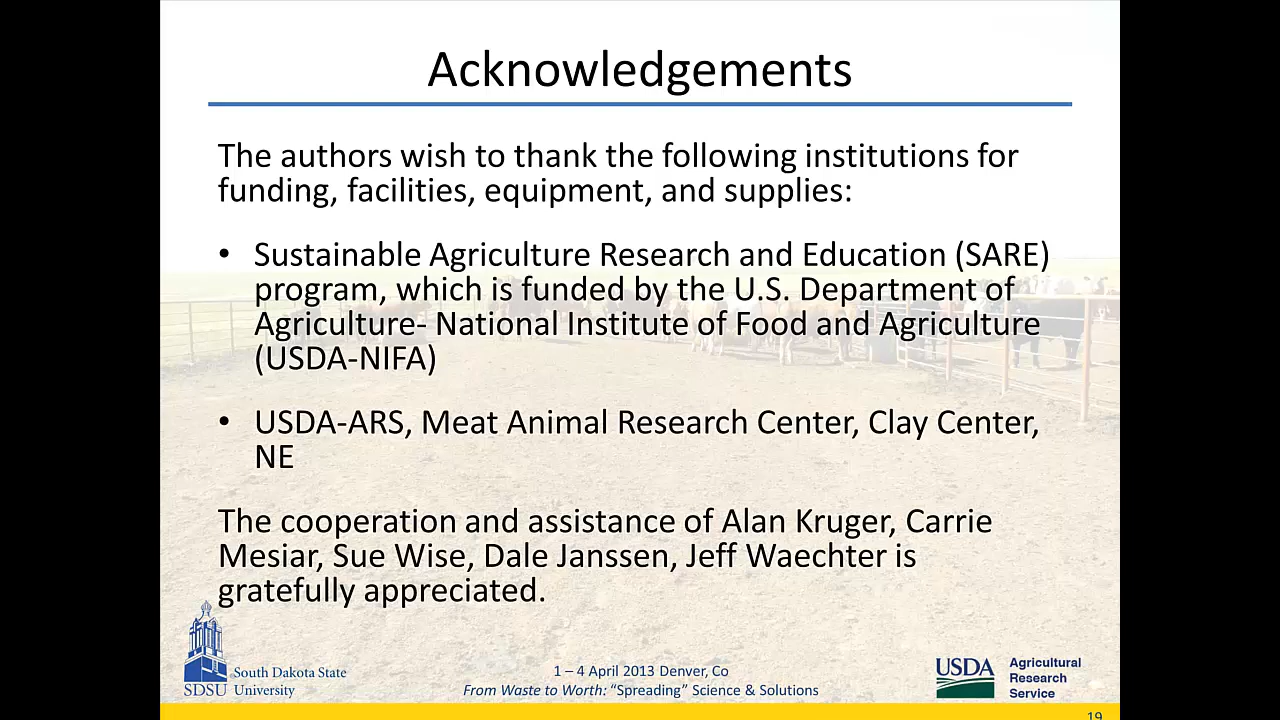 Acknowledgements
The authors wish to thank the following institutions for
funding, facilities, equipment, and supplies:
• Sustainable Agriculture Research and Education (SARE)
program, which is funded by the U.S. Department of
Agriculture- National Institute of Food and Agriculture
(USDA-NIFA)
• USDA-ARS, Meat Animal Research Center, Clay Center,
NE
The cooperation and assistance of Alan Kruger, Carrie
Mesiar, Sue Wise, Dale Janssen, Jeff Waechter is
gratefully appreciated.
South Dakota State
SDSU University
1 – 4 April 2013 Denver, Co
From Waste to Worth: “Spreading” Science & Solutions
USDA
Agricultural
Research
Service
19